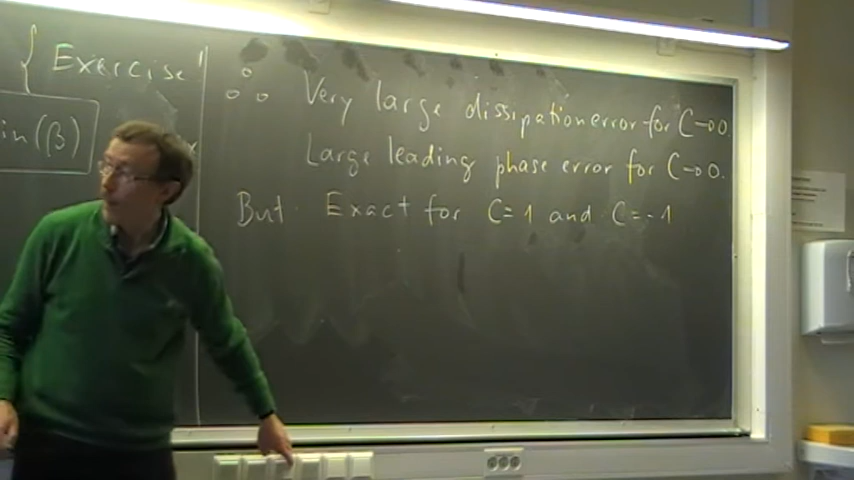 Exercise
in(β)
∴ Very large dissipation error for C→0.
Large leading phase error for C→0.
But Exact for C=1 and C=-1